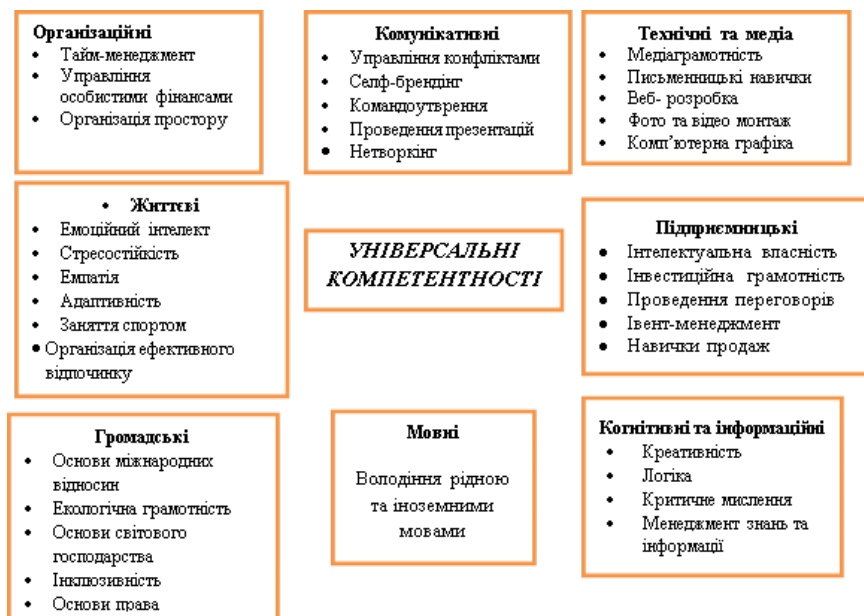 Організаційні
• Тайм-менеджмент
• Управління
особистими фінансами
• Організація простору
Комунікативні
• Управління конфліктами
• Селф-брендінг
• Командоутврення
• Проведення презентацій
• Нетворкінг
Технічні та медіа
• Медіаграмотність
• Письменницькі навички
• Веб- розробка
• Фото та відео монтаж
• Комп’ютерна графіка
• Життєві
• Емоційний інтелект
• Стресостійкість
• Емпатія
• Адаптивність
• Заняття спортом
• Організація ефективного
відпочинку
УНІВЕРСАЛЬНІ
КОМПЕТЕНТНОСТІ
Підприємницькі
• Інтелектуальна власність
• Інвестиційна грамотність
• Проведення переговорів
• Івент-менеджмент
• Навички продаж
Громадські
• Основи міжнародних
відносин
• Екологічна грамотність
• Основи світового
господарства
• Інклюзивність
• Основи права
Мовні
Володіння рідною
та іноземними
мовами
Когнітивні та інформаційні
• Креативність
• Логіка
• Критичне мислення
• Менеджмент знань та
інформації